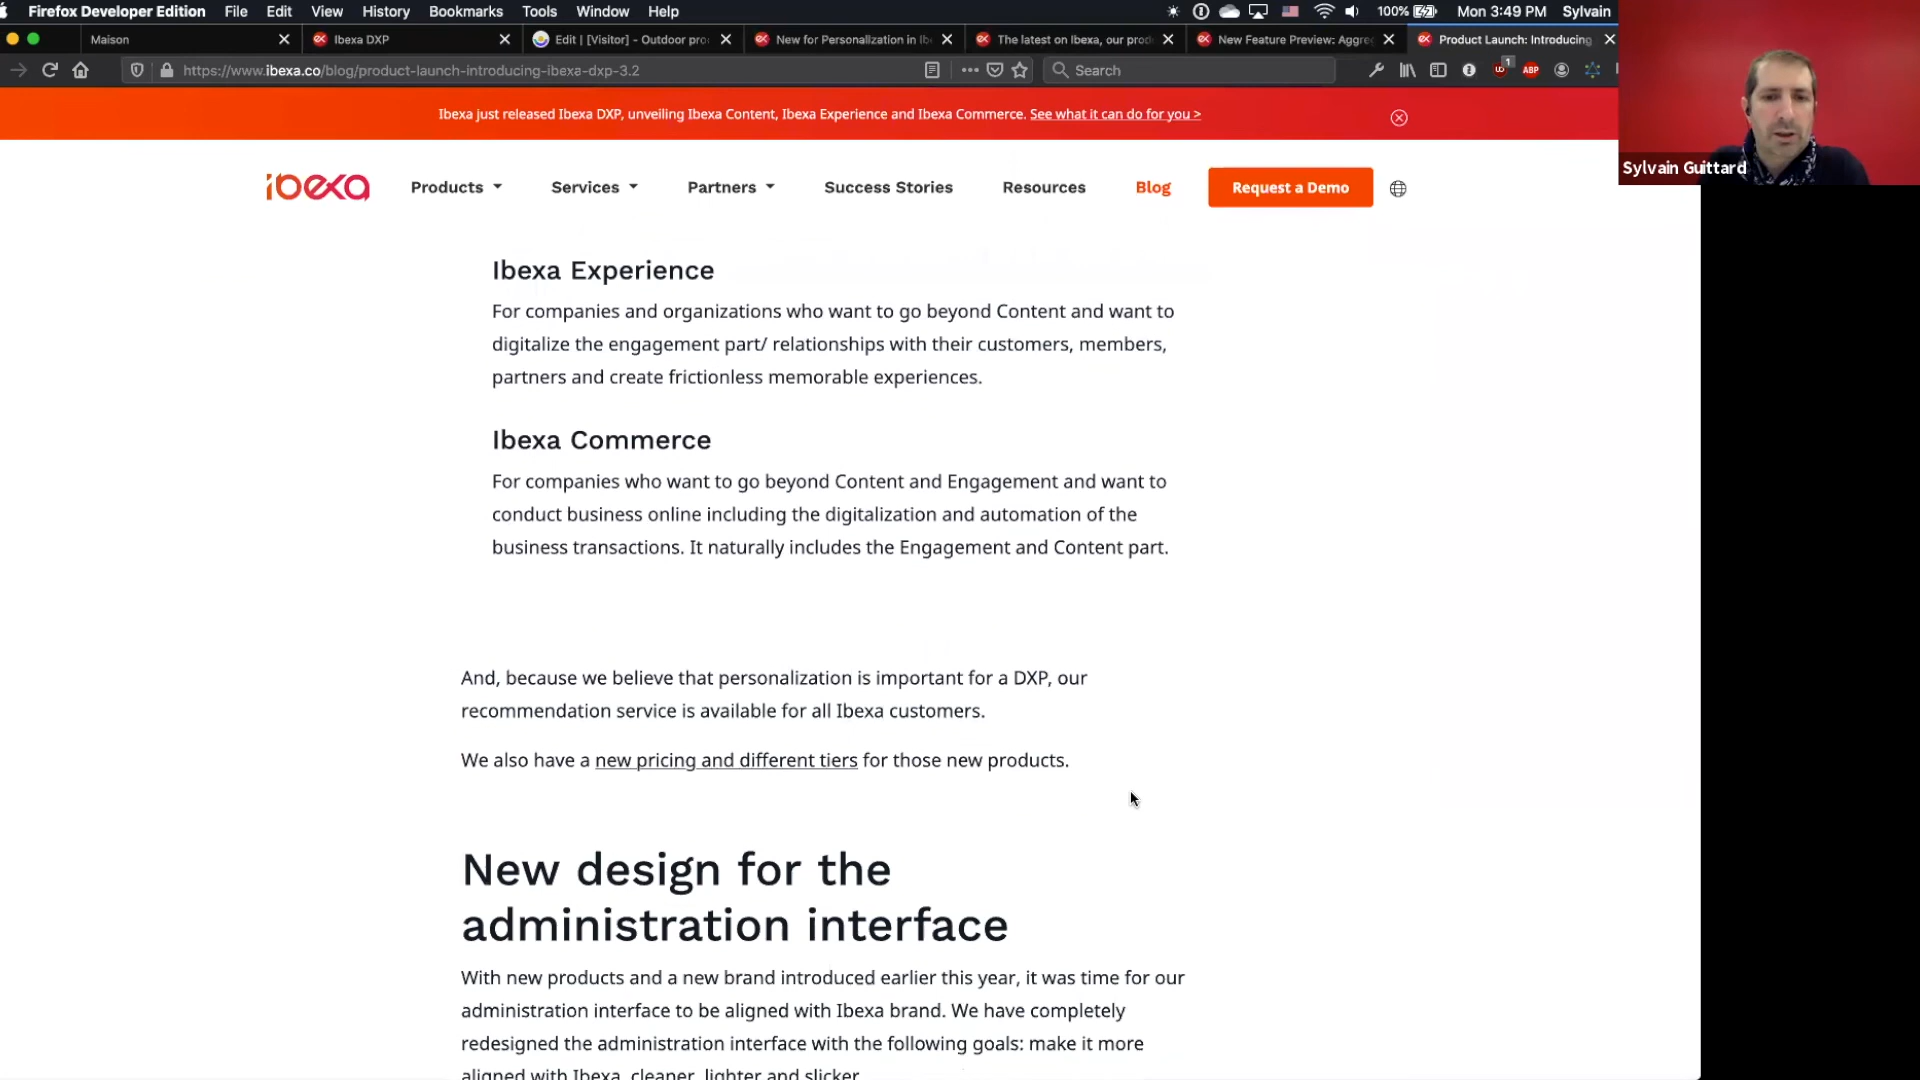 Firefox Developer Edition File Edit View History Bookmarks Tools Window Help 100% Mon 3:49 PM Sylvain
Maison Ibexa DXP Edit | [Visitor] - Outdoor pro New for Personalization in Ib The latest on Ibexa, our prod New Feature Preview: Aggre Product Launch: Introducing
https://www.ibexa.co/blog/product-launch-introducing-ibexa-dxp-3.2 Search 1 ABP
Ibexa just released Ibexa DXP, unveiling Ibexa Content, Ibexa Experience and Ibexa Commerce. See what it can do for you >
Sylvain Guittard
ibexa Products Services Partners Success Stories Resources Blog Request a Demo
Ibexa Experience
For companies and organizations who want to go beyond Content and want to
digitalize the engagement part/ relationships with their customers, members,
partners and create frictionless memorable experiences.
Ibexa Commerce
For companies who want to go beyond Content and Engagement and want to
conduct business online including the digitalization and automation of the
business transactions. It naturally includes the Engagement and Content part.
And, because we believe that personalization is important for a DXP, our
recommendation service is available for all Ibexa customers.
We also have a new pricing and different tiers for those new products.
New design for the
administration interface
With new products and a new brand introduced earlier this year, it was time for our
administration interface to be aligned with Ibexa brand. We have completely
redesigned the administration interface with the following goals: make it more
aligned with Ibexa, cleaner, lighter and slicker.